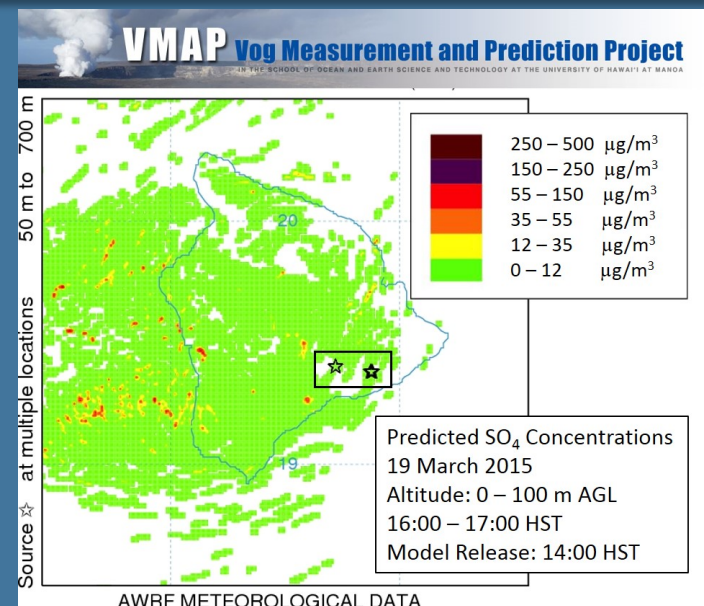 VMAP Vog Measurement and Prediction Project
IN THE SCHOOL OF OCEAN AND EARTH SCIENCE AND TECHNOLOGY AT THE UNIVERSITY OF HAWAI'I AT MANOA
Source ☆ at multiple locations 50 m to 700 m
250 – 500 μg/m³
150 – 250 μg/m³
55 – 150 μg/m³
35 – 55 μg/m³
12 – 35 μg/m³
0 – 12 μg/m³
20
19
Predicted SO₄ Concentrations
19 March 2015
Altitude: 0 – 100 m AGL
16:00 – 17:00 HST
Model Release: 14:00 HST
AWRF METEOROLOGICAL DATA